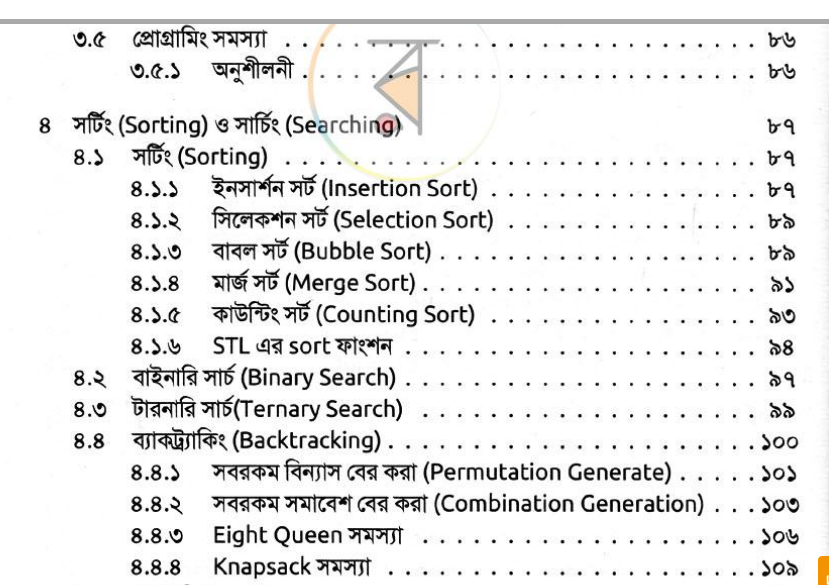 ৩.৫ প্রোগ্রামিং সমস্যা . . . . . . . . . . . . . . . . . . . . . . . . . . . . . . . . . ৮৬
৩.৫.১ অনুশীলনী . . . . . . . . . . . . . . . . . . . . . . . . . . . . . . . . ৮৬
৪ সর্টিং (Sorting) ও সার্চিং (Searching) ৮৭
৪.১ সর্টিং (Sorting) . . . . . . . . . . . . . . . . . . . . . . . . . . . . . . . . . ৮৭
৪.১.১ ইনসার্শন সর্ট (Insertion Sort) . . . . . . . . . . . . . . . . . . ৮৭
৪.১.২ সিলেকশন সর্ট (Selection Sort) . . . . . . . . . . . . . . . . . ৮৯
৪.১.৩ বাবল সর্ট (Bubble Sort) . . . . . . . . . . . . . . . . . . . . . . ৮৯
৪.১.৪ মার্জ সর্ট (Merge Sort) . . . . . . . . . . . . . . . . . . . . . . . ৯১
৪.১.৫ কাউন্টিং সর্ট (Counting Sort) . . . . . . . . . . . . . . . . . . ৯৩
৪.১.৬ STL এর sort ফাংশন . . . . . . . . . . . . . . . . . . . . . . . . ৯৪
৪.২ বাইনারি সার্চ (Binary Search) . . . . . . . . . . . . . . . . . . . . . . . . ৯৭
৪.৩ টারনারি সার্চ(Ternary Search) . . . . . . . . . . . . . . . . . . . . . . . ৯৯
৪.৪ ব্যাকট্র্যাকিং (Backtracking) . . . . . . . . . . . . . . . . . . . . . . . . . ১০০
৪.৪.১ সবরকম বিন্যাস বের করা (Permutation Generate) . . . . . ১০১
৪.৪.২ সবরকম সমাবেশ বের করা (Combination Generation) . . . ১০৩
৪.৪.৩ Eight Queen সমস্যা . . . . . . . . . . . . . . . . . . . . . . . ১০৬
৪.৪.৪ Knapsack সমস্যা . . . . . . . . . . . . . . . . . . . . . . . . . ১০৯